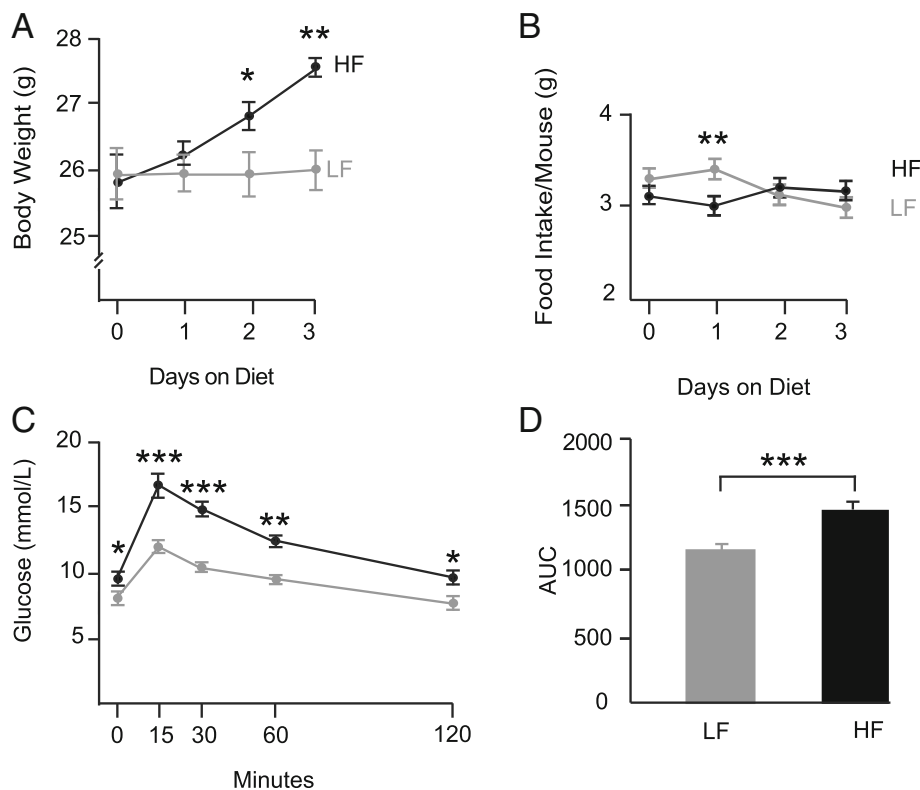 A
Body Weight (g)
28
27
26
25
*
**
HF
LF
0 1 2 3
Days on Diet
B
Food Intake/Mouse
4
3
2
**
HF
LF
0 1 2 3
Days on Diet
C
Glucose (mmol/L)
20
15
10
5
*
***
***
**
*
0 15 30 60 120
Minutes
D
AUC
2000
1500
1000
500
0
***
LF HF